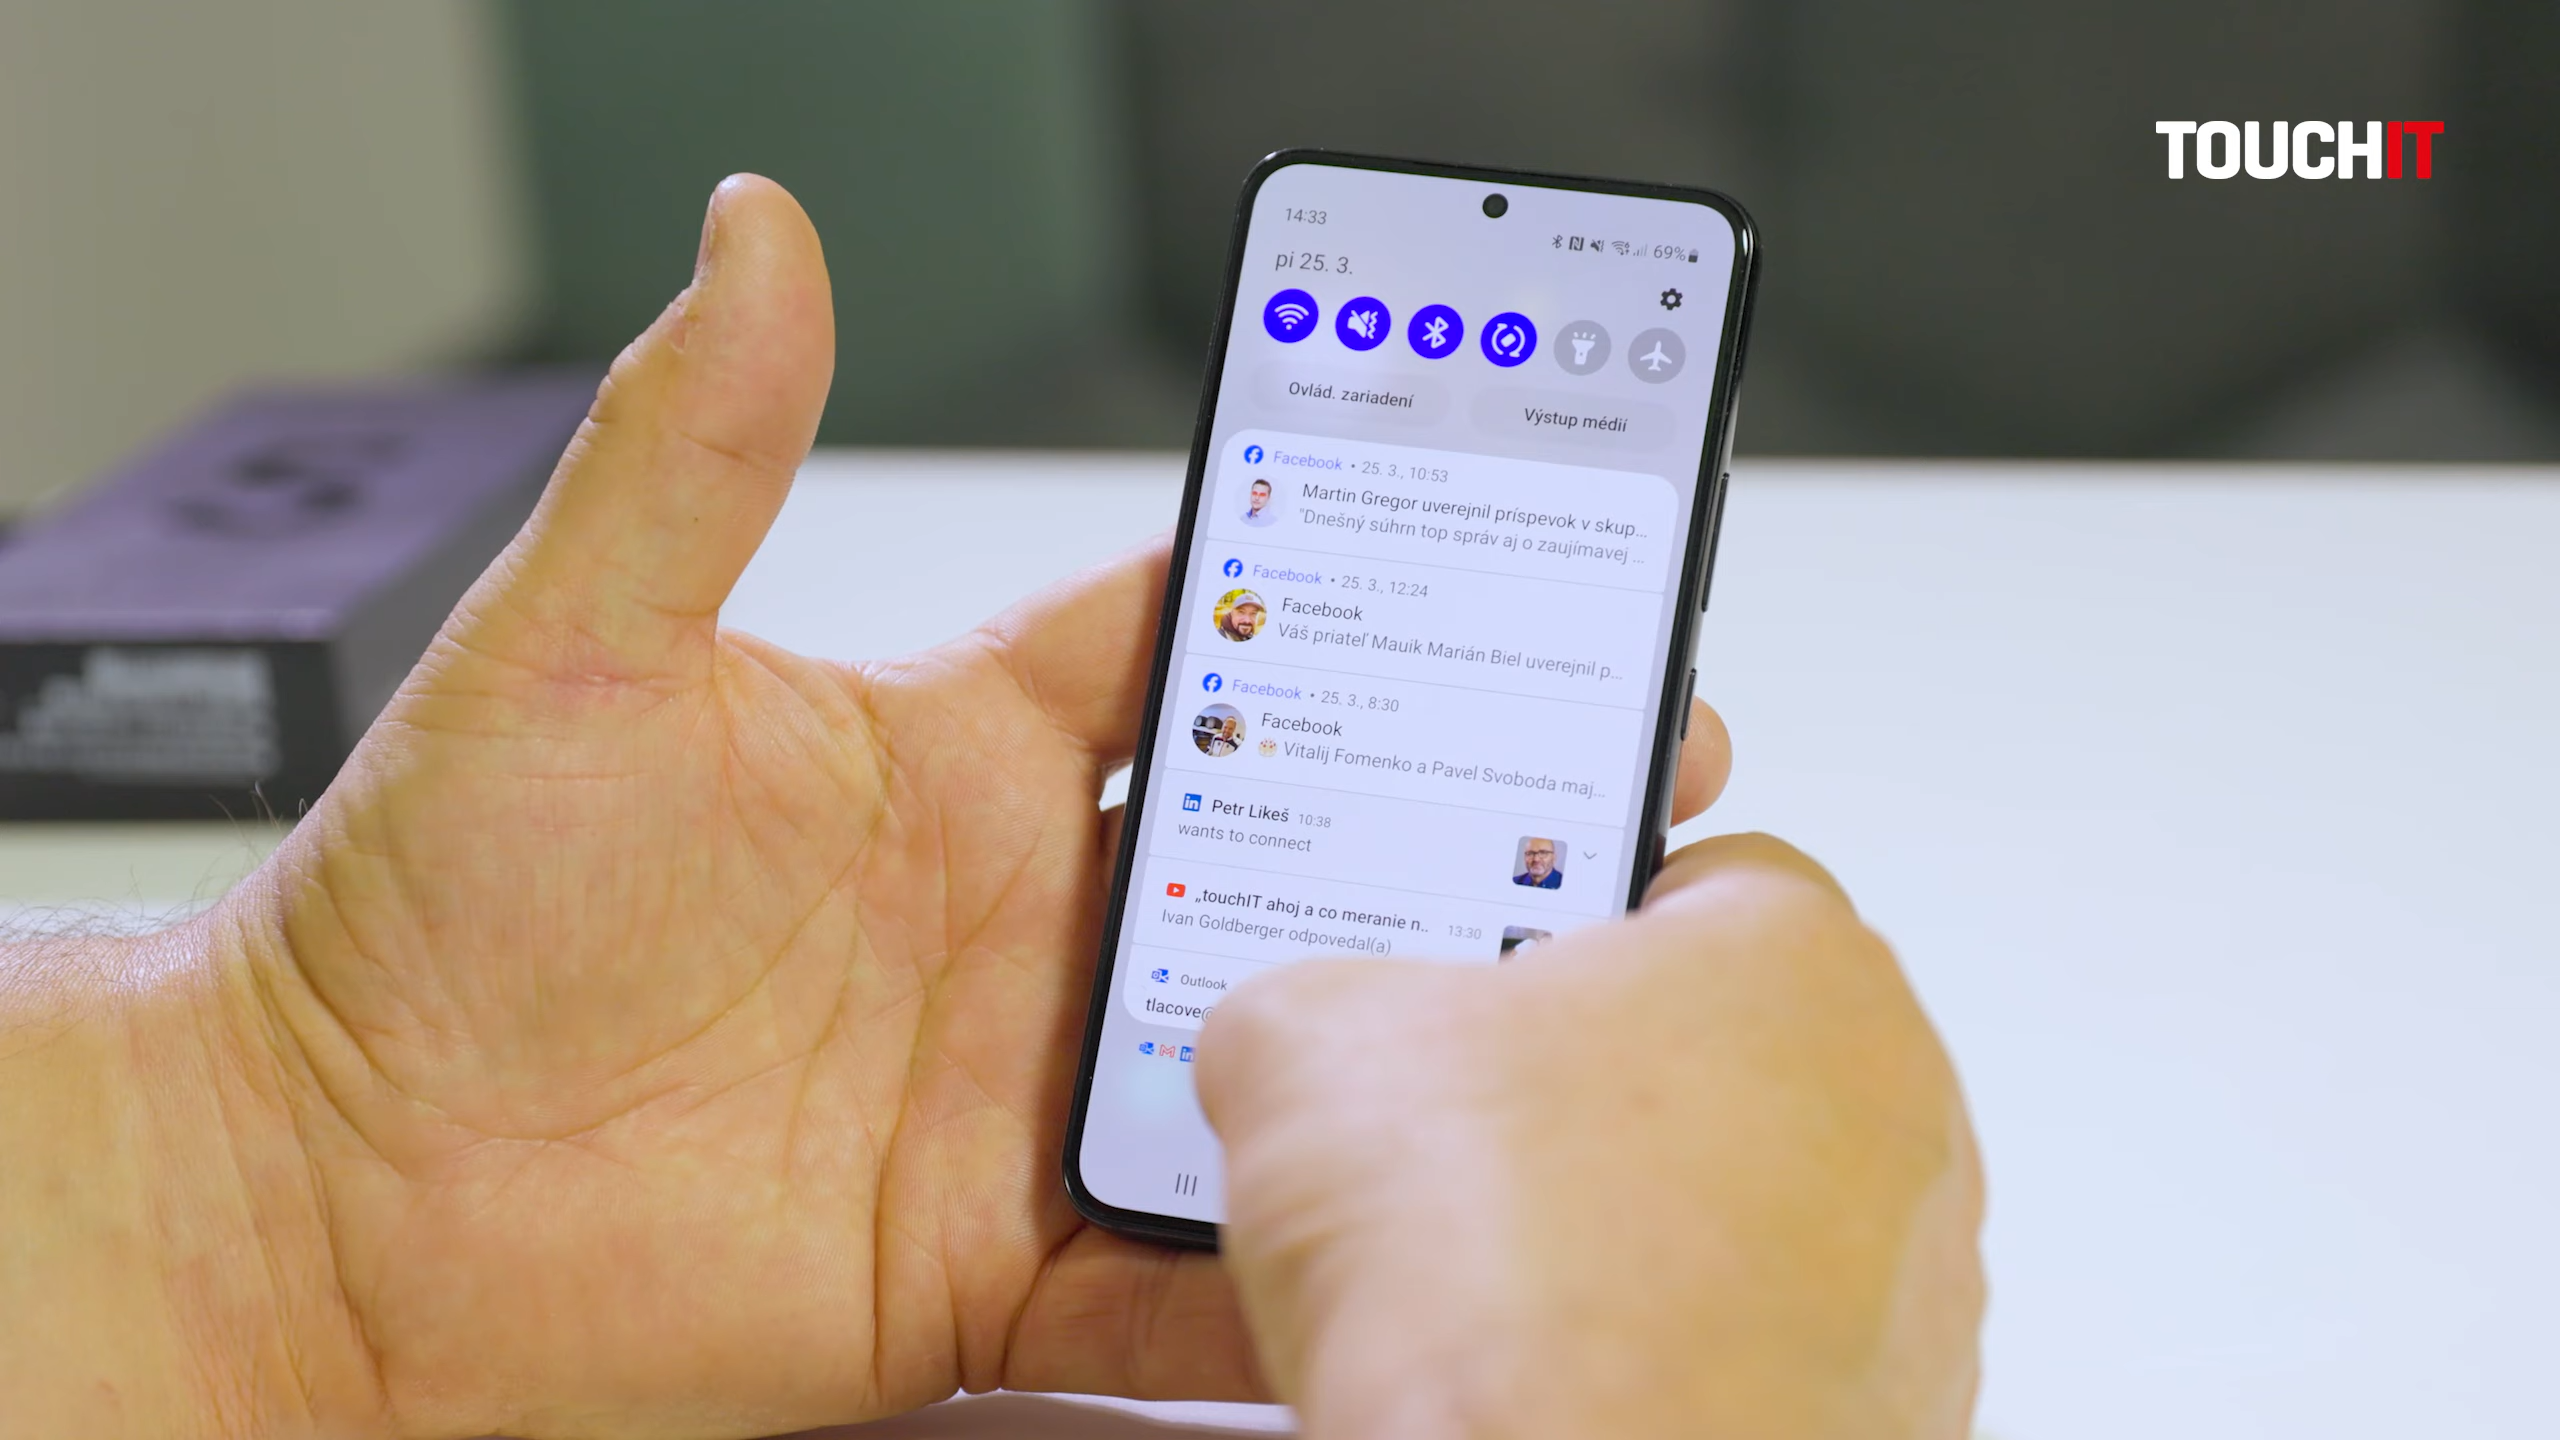 TOUCHIT
14:33
69%
pi 25. 3.
Ovlád. zariadení
Výstup médií
Facebook • 25. 3., 10:53
Martin Gregor uverejnil príspevok v skup...
"Dnešný súhrn top správ aj o zaujímavej ...
Facebook • 25. 3., 12:24
Facebook
Váš priateľ Mauik Marián Biel uverejnil p...
Facebook • 25. 3., 8:30
Facebook
Vitalij Fomenko a Pavel Svoboda maj...
in Petr Likeš 10:38
wants to connect
„touchIT ahoj a co meranie n.. 13:30
Ivan Goldberger odpovedal(a)
Outlook
tlacove@